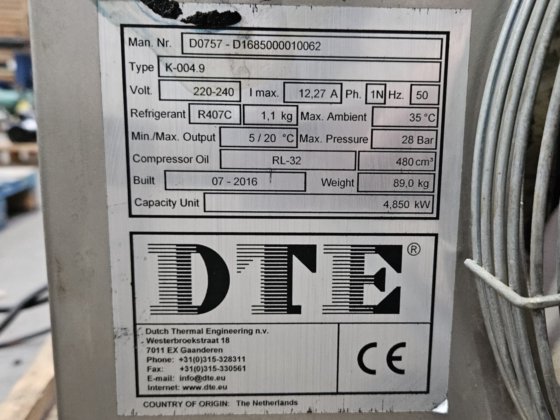 Man. Nr. D0757 - D1685000010062
Type K-004.9
Volt. 220-240 I max. 12,27 A Ph. 1N Hz. 50
Refrigerant R407C 1,1 kg Max. Ambient 35 °C
Min./Max. Output 5 / 20 °C Max. Pressure 28 Bar
Compressor Oil RL-32 480 cm³
Built 07 - 2016 Weight 89,0 kg
Capacity Unit 4,850 kW
DTE®
Dutch Thermal Engineering n.v.
Westerbroekstraat 18
7011 EX Gaanderen
Phone: +31(0)315-328311
Fax: +31(0)315-330561
E-mail: info@dte.eu
Internet: www.dte.eu
CE
COUNTRY OF ORIGIN: The Netherlands